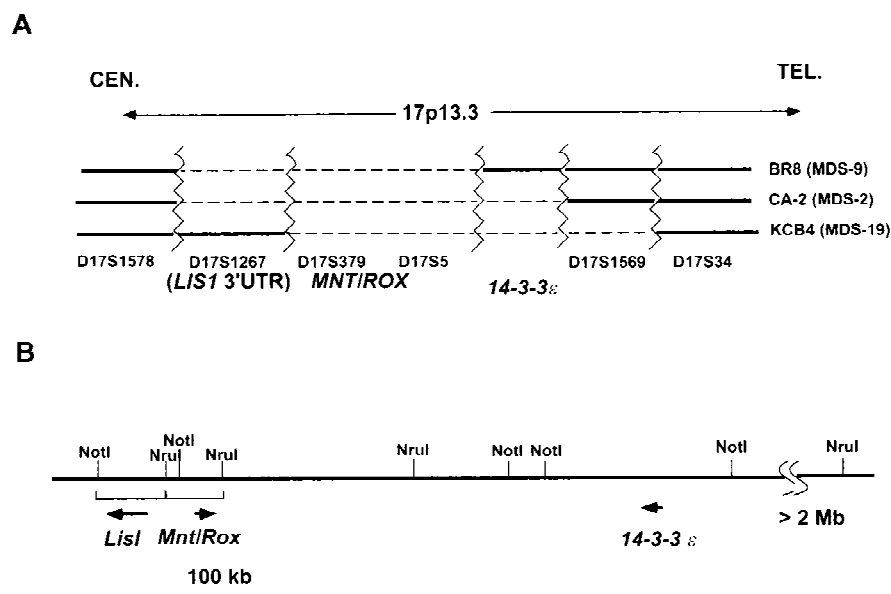 A
CEN.
TEL.
17p13.3
BR8 (MDS-9)
CA-2 (MDS-2)
KCB4 (MDS-19)
D17S1578 D17S1267 D17S379 D17S5 D17S1569 D17S34
(LIS1 3'UTR) MNT/ROX 14-3-3ε
B
NotI NruI NotI NruI NruI NotI NotI NotI NruI
LisI Mnt/Rox 14-3-3 ε > 2 Mb
100 kb